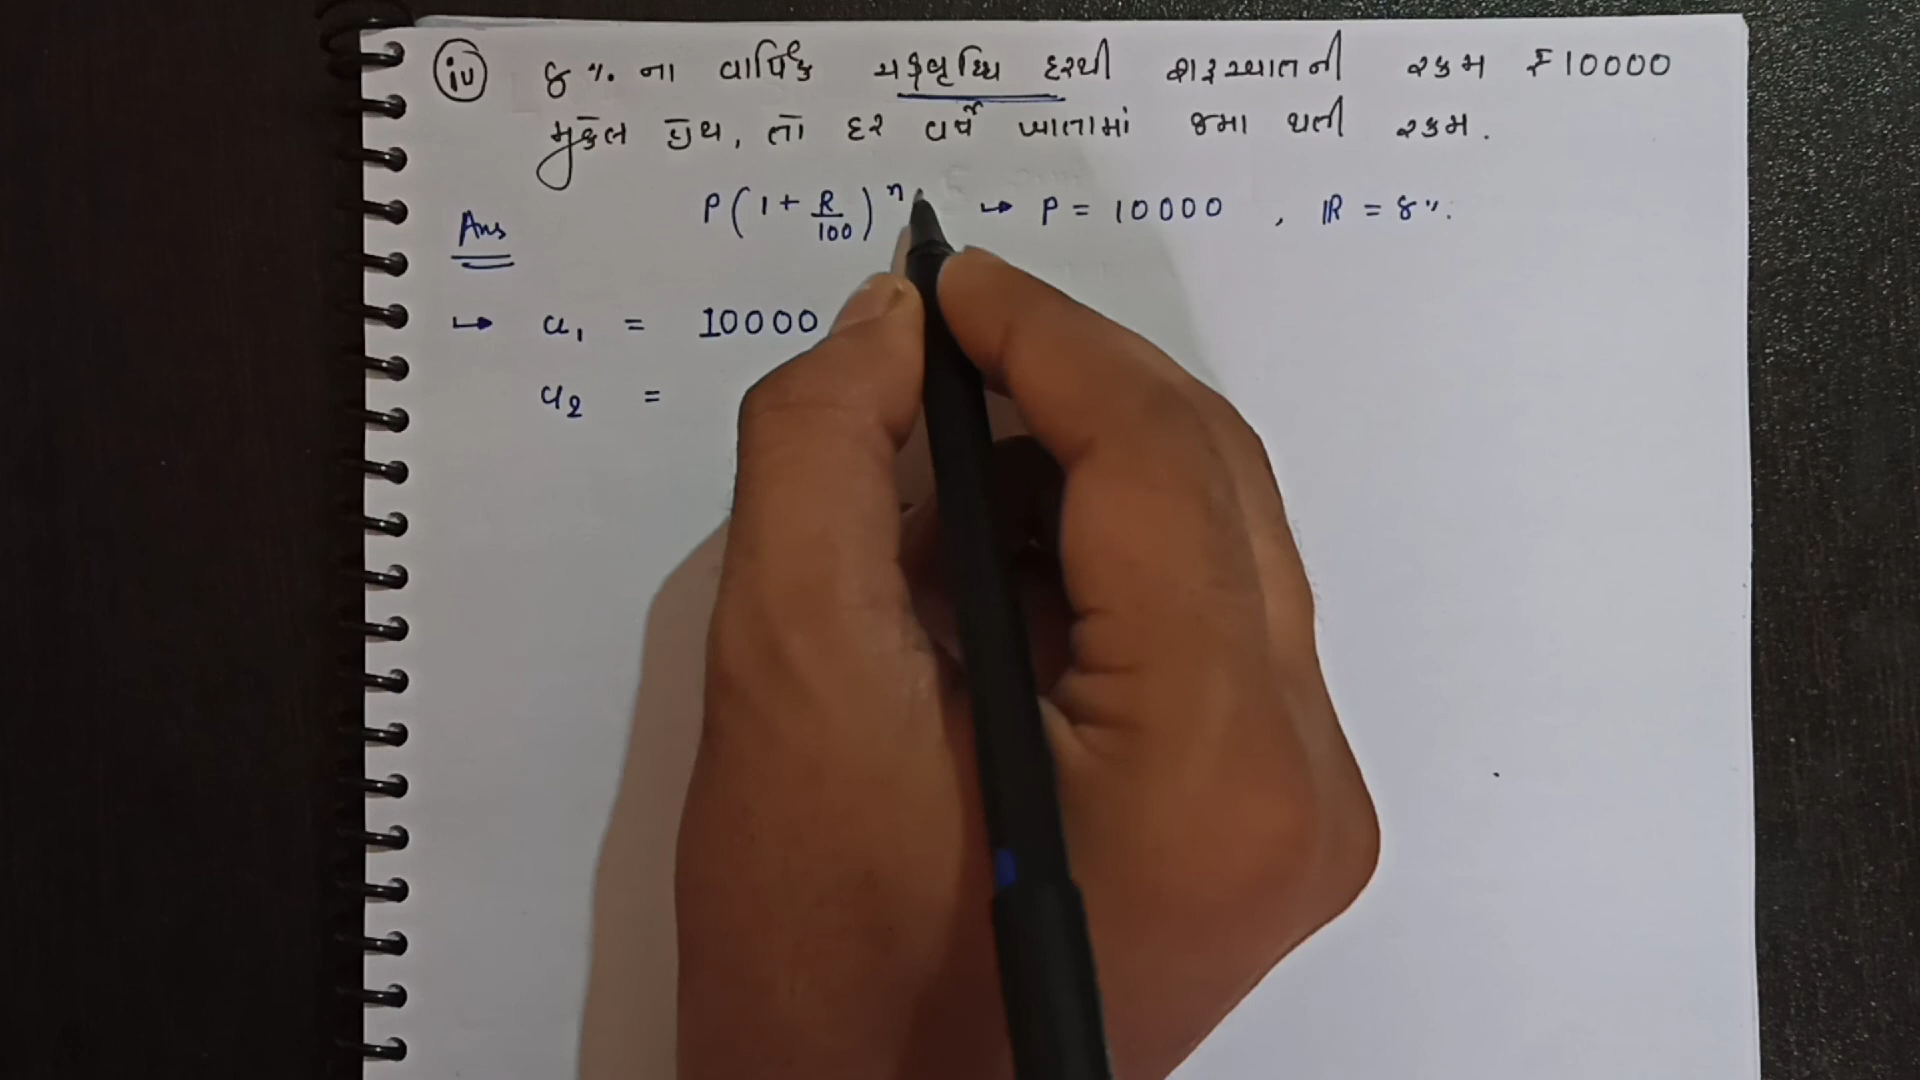 (iv) 8 % ના વાર્ષિક ચક્રવૃધ્ધિ દરથી શરૂઆતની રકમ ₹ 10000
મુકેલ હોય, તો દર વર્ષે ખાતામાં જમા થતી રકમ.
Ans P(1 + R/100)^n ↪ P = 10000 , R = 8 %.
↪ a₁ = 10000
a₂ =